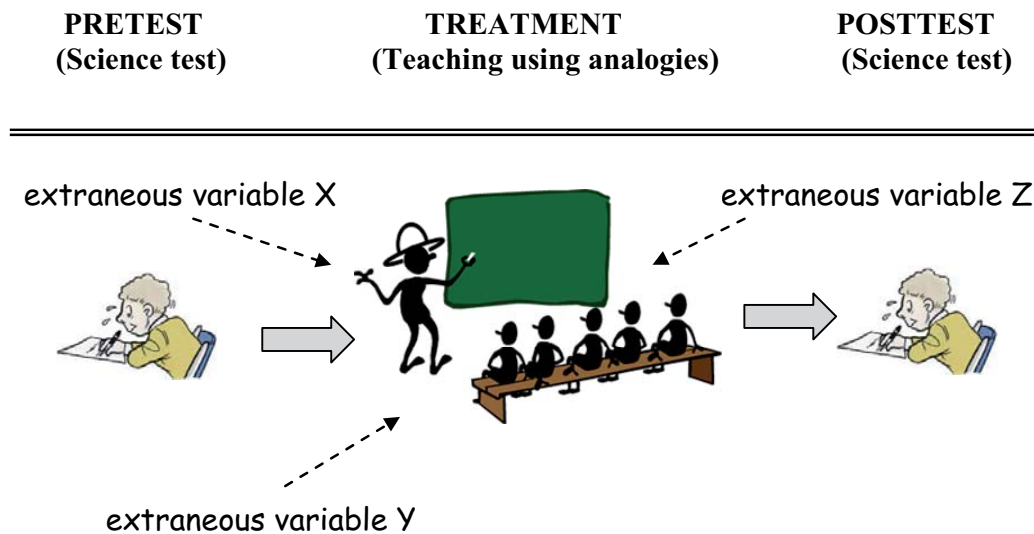 PRETEST
(Science test)
TREATMENT
(Teaching using analogies)
POSTTEST
(Science test)
extraneous variable X
extraneous variable Z
extraneous variable Y